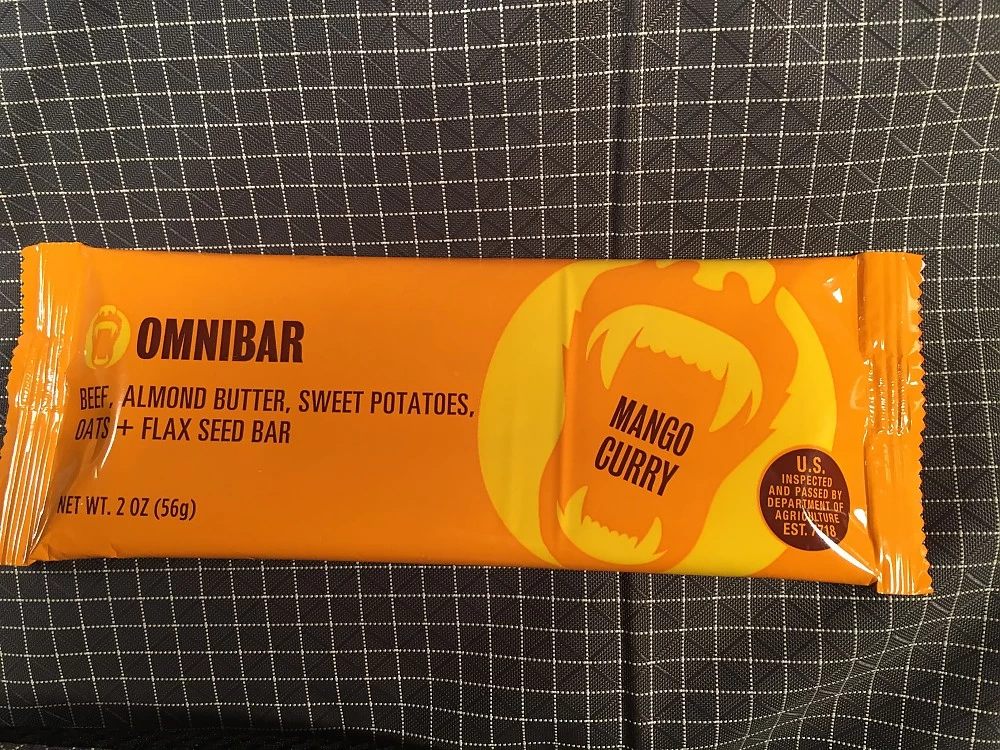 OMNIBAR
BEEF, ALMOND BUTTER, SWEET POTATOES,
OATS + FLAX SEED BAR
NET WT. 2 OZ (56g)
MANGO
CURRY
U.S.
INSPECTED
AND PASSED BY
DEPARTMENT OF
AGRICULTURE
EST.